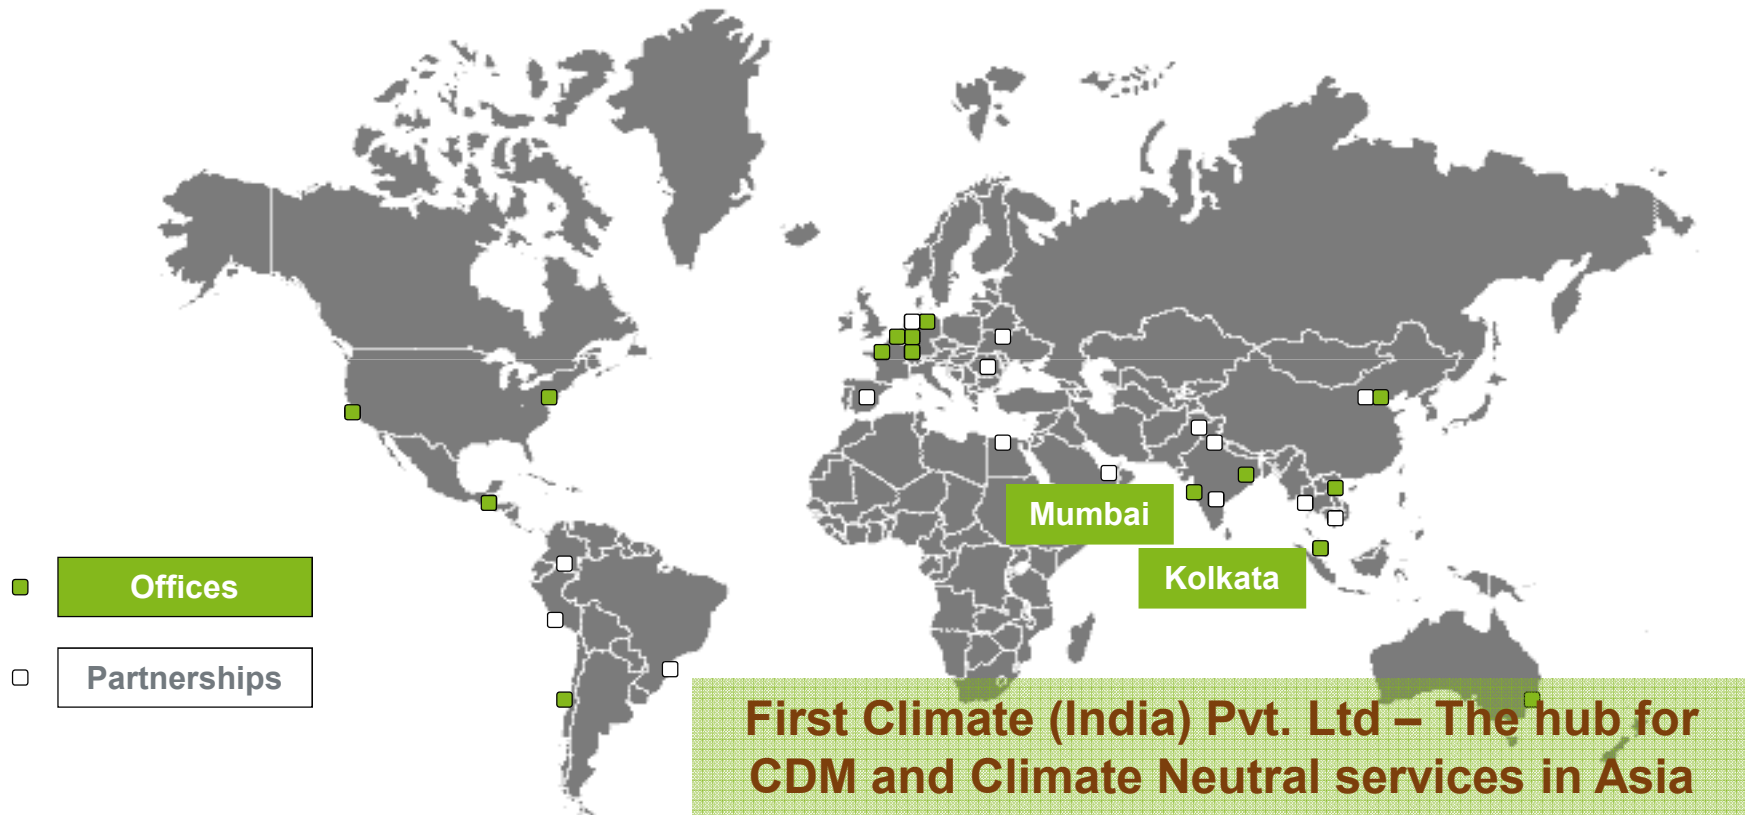 Mumbai
Kolkata
Offices
Partnerships
First Climate (India) Pvt. Ltd – The hub for
CDM and Climate Neutral services in Asia